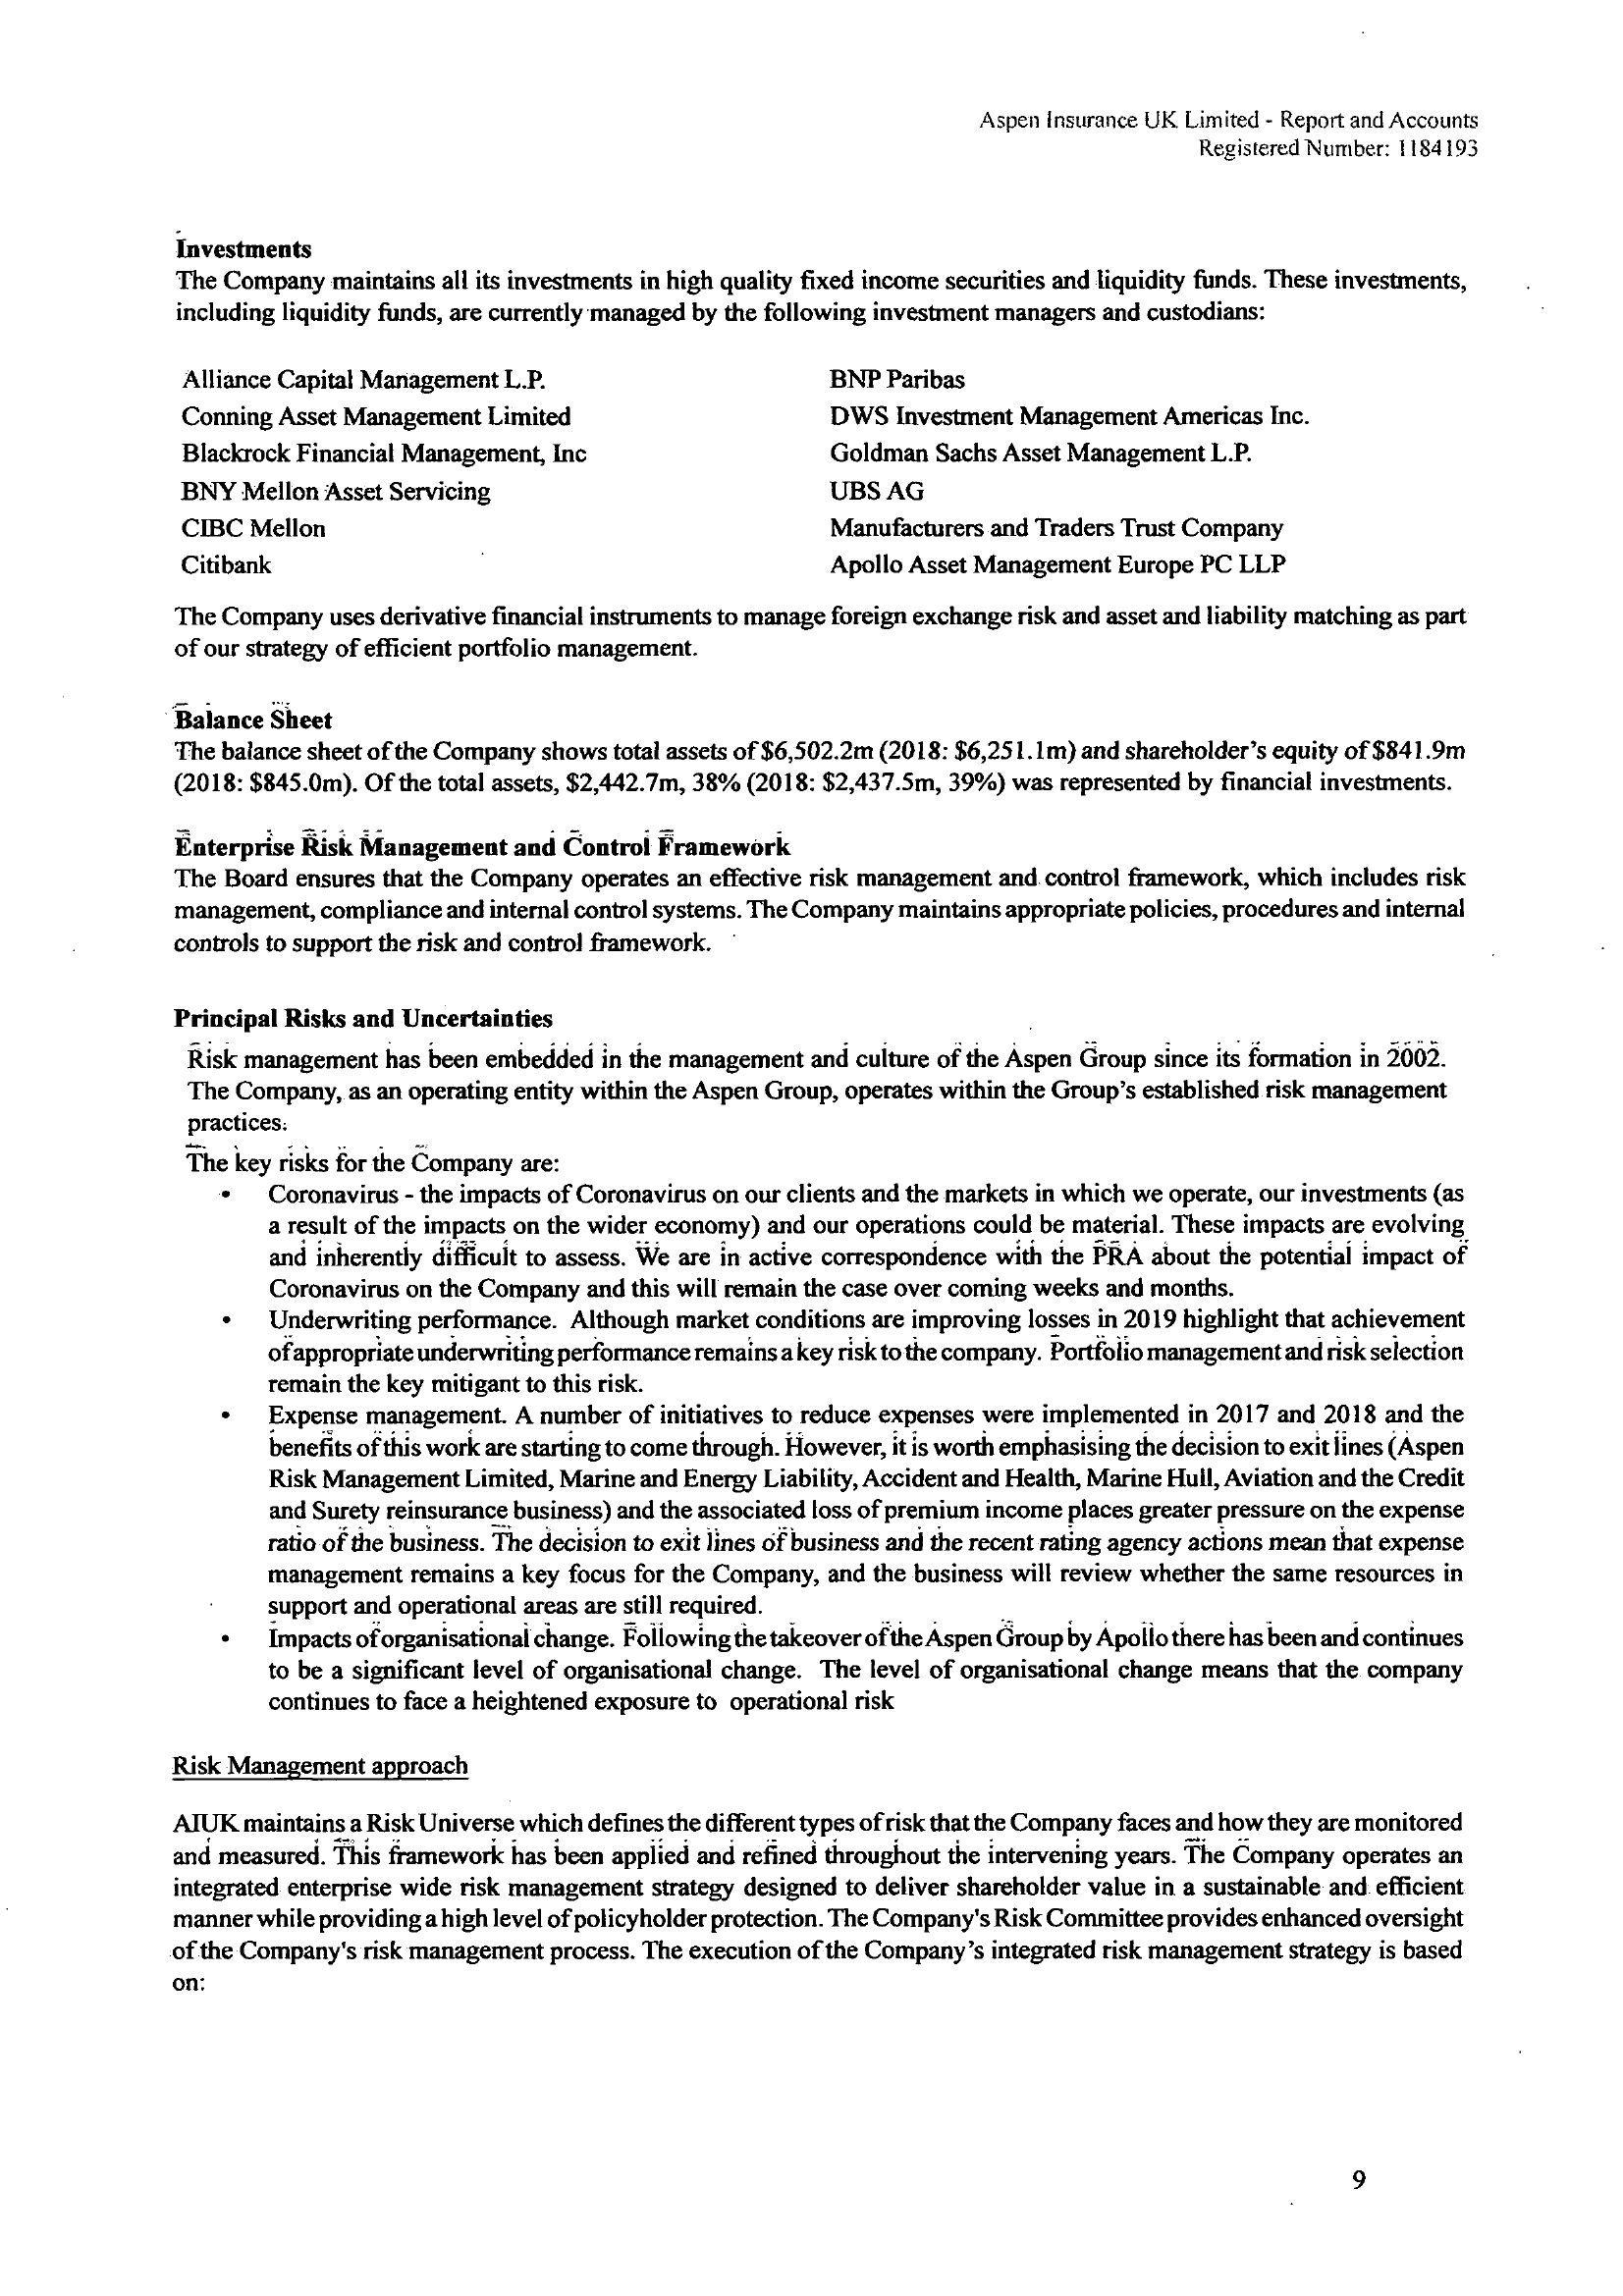 Aspen Insurance UK Limited - Report and Accounts
Registered Number: 1184193
Investments
The Company maintains all its investments in high quality fixed income securities and liquidity funds. These investments,
including liquidity funds, are currently managed by the following investment managers and custodians:
Alliance Capital Management L.P. BNP Paribas
Conning Asset Management Limited DWS Investment Management Americas Inc.
Blackrock Financial Management, Inc Goldman Sachs Asset Management L.P.
BNY Mellon Asset Servicing UBS AG
CIBC Mellon Manufacturers and Traders Trust Company
Citibank Apollo Asset Management Europe PC LLP
The Company uses derivative financial instruments to manage foreign exchange risk and asset and liability matching as part
of our strategy of efficient portfolio management.
Balance Sheet
The balance sheet of the Company shows total assets of $6,502.2m (2018: $6,251.1m) and shareholder's equity of $841.9m
(2018: $845.0m). Of the total assets, $2,442.7m, 38% (2018: $2,437.5m, 39%) was represented by financial investments.
Enterprise Risk Management and Control Framework
The Board ensures that the Company operates an effective risk management and control framework, which includes risk
management, compliance and internal control systems. The Company maintains appropriate policies, procedures and internal
controls to support the risk and control framework.
Principal Risks and Uncertainties
Risk management has been embedded in the management and culture of the Aspen Group since its formation in 2002.
The Company, as an operating entity within the Aspen Group, operates within the Group's established risk management
practices.
The key risks for the Company are:
• Coronavirus - the impacts of Coronavirus on our clients and the markets in which we operate, our investments (as
a result of the impacts on the wider economy) and our operations could be material. These impacts are evolving
and inherently difficult to assess. We are in active correspondence with the PRA about the potential impact of
Coronavirus on the Company and this will remain the case over coming weeks and months.
• Underwriting performance. Although market conditions are improving losses in 2019 highlight that achievement
of appropriate underwriting performance remains a key risk to the company. Portfolio management and risk selection
remain the key mitigant to this risk.
• Expense management. A number of initiatives to reduce expenses were implemented in 2017 and 2018 and the
benefits of this work are starting to come through. However, it is worth emphasising the decision to exit lines (Aspen
Risk Management Limited, Marine and Energy Liability, Accident and Health, Marine Hull, Aviation and the Credit
and Surety reinsurance business) and the associated loss of premium income places greater pressure on the expense
ratio of the business. The decision to exit lines of business and the recent rating agency actions mean that expense
management remains a key focus for the Company, and the business will review whether the same resources in
support and operational areas are still required.
• Impacts of organisational change. Following the takeover of the Aspen Group by Apollo there has been and continues
to be a significant level of organisational change. The level of organisational change means that the company
continues to face a heightened exposure to operational risk
Risk Management approach
AIUK maintains a Risk Universe which defines the different types of risk that the Company faces and how they are monitored
and measured. This framework has been applied and refined throughout the intervening years. The Company operates an
integrated enterprise wide risk management strategy designed to deliver shareholder value in a sustainable and efficient
manner while providing a high level of policyholder protection. The Company's Risk Committee provides enhanced oversight
of the Company's risk management process. The execution of the Company's integrated risk management strategy is based
on:
9